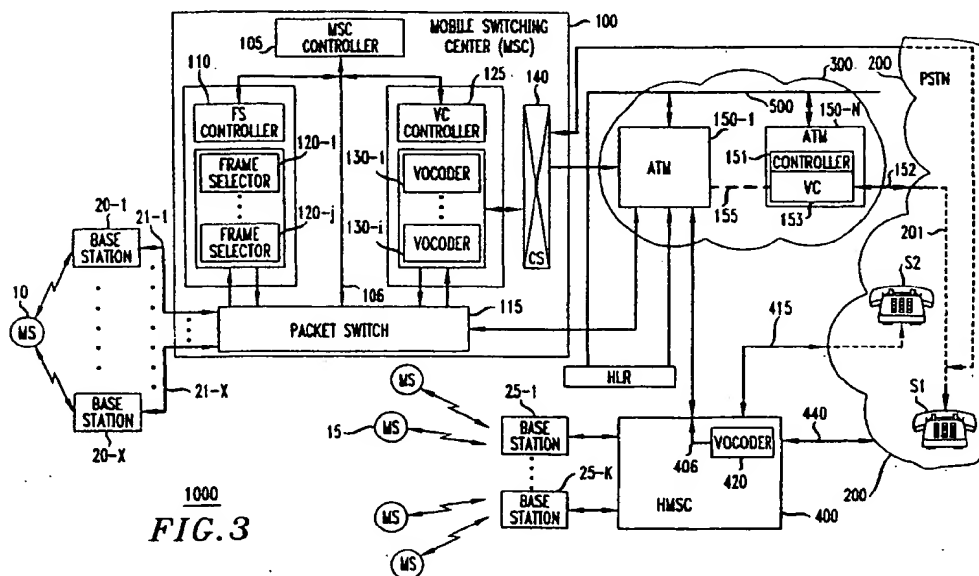 100
MSC
CONTROLLER
105
MOBILE SWITCHING
CENTER (MSC)
110
125
140
FS
CONTROLLER
VC
CONTROLLER
120-1
FRAME
SELECTOR
130-1
VOCODER
120-j
FRAME
SELECTOR
130-i
VOCODER
CS
106
115
PACKET SWITCH
20-1
21-1
BASE
STATION
10
MS
BASE
STATION
20-X
21-X
300
200
PSTN
500
150-1
150-N
ATM
ATM
151
CONTROLLER
VC
152
153
155
201
S2
415
S1
HLR
MS
25-1
15
MS
BASE
STATION
25-K
MS
BASE
STATION
MS
406
VOCODER
420
HMSC
440
200
400
1000
FIG.3